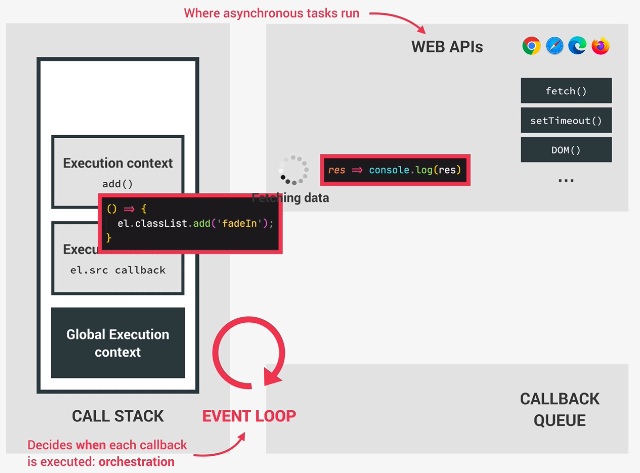 Where asynchronous tasks run
WEB APIs
fetch()
setTimeout()
DOM()
...
Execution context
add()
res => console.log(res)
Fetching data
() => {
el.classList.add('fadeIn');
}
Execu
el.src callback
Global Execution
context
CALL STACK
EVENT LOOP
CALLBACK
QUEUE
Decides when each callback
is executed: orchestration